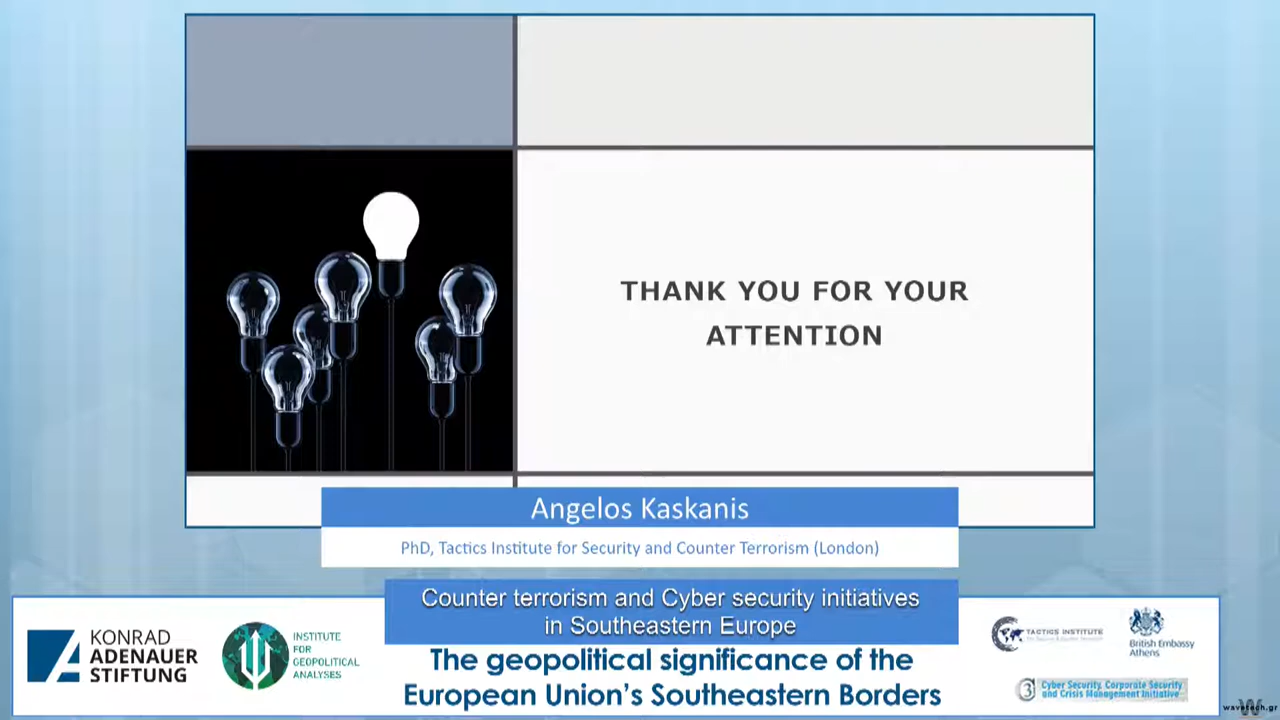 THANK YOU FOR YOUR
ATTENTION
Angelos Kaskanis
PhD, Tactics Institute for Security and Counter Terrorism (London)
Counter terrorism and Cyber security initiatives
in Southeastern Europe
The geopolitical significance of the
European Union's Southeastern Borders
KONRAD
ADENAUER
STIFTUNG
INSTITUTE
FOR
GEOPOLITICAL
ANALYSES
TACTICS INSTITUTE
British Embassy
Athens
3 Cyber Security, Corporate Security
and Crisis Management Initiative
wavetech.gr